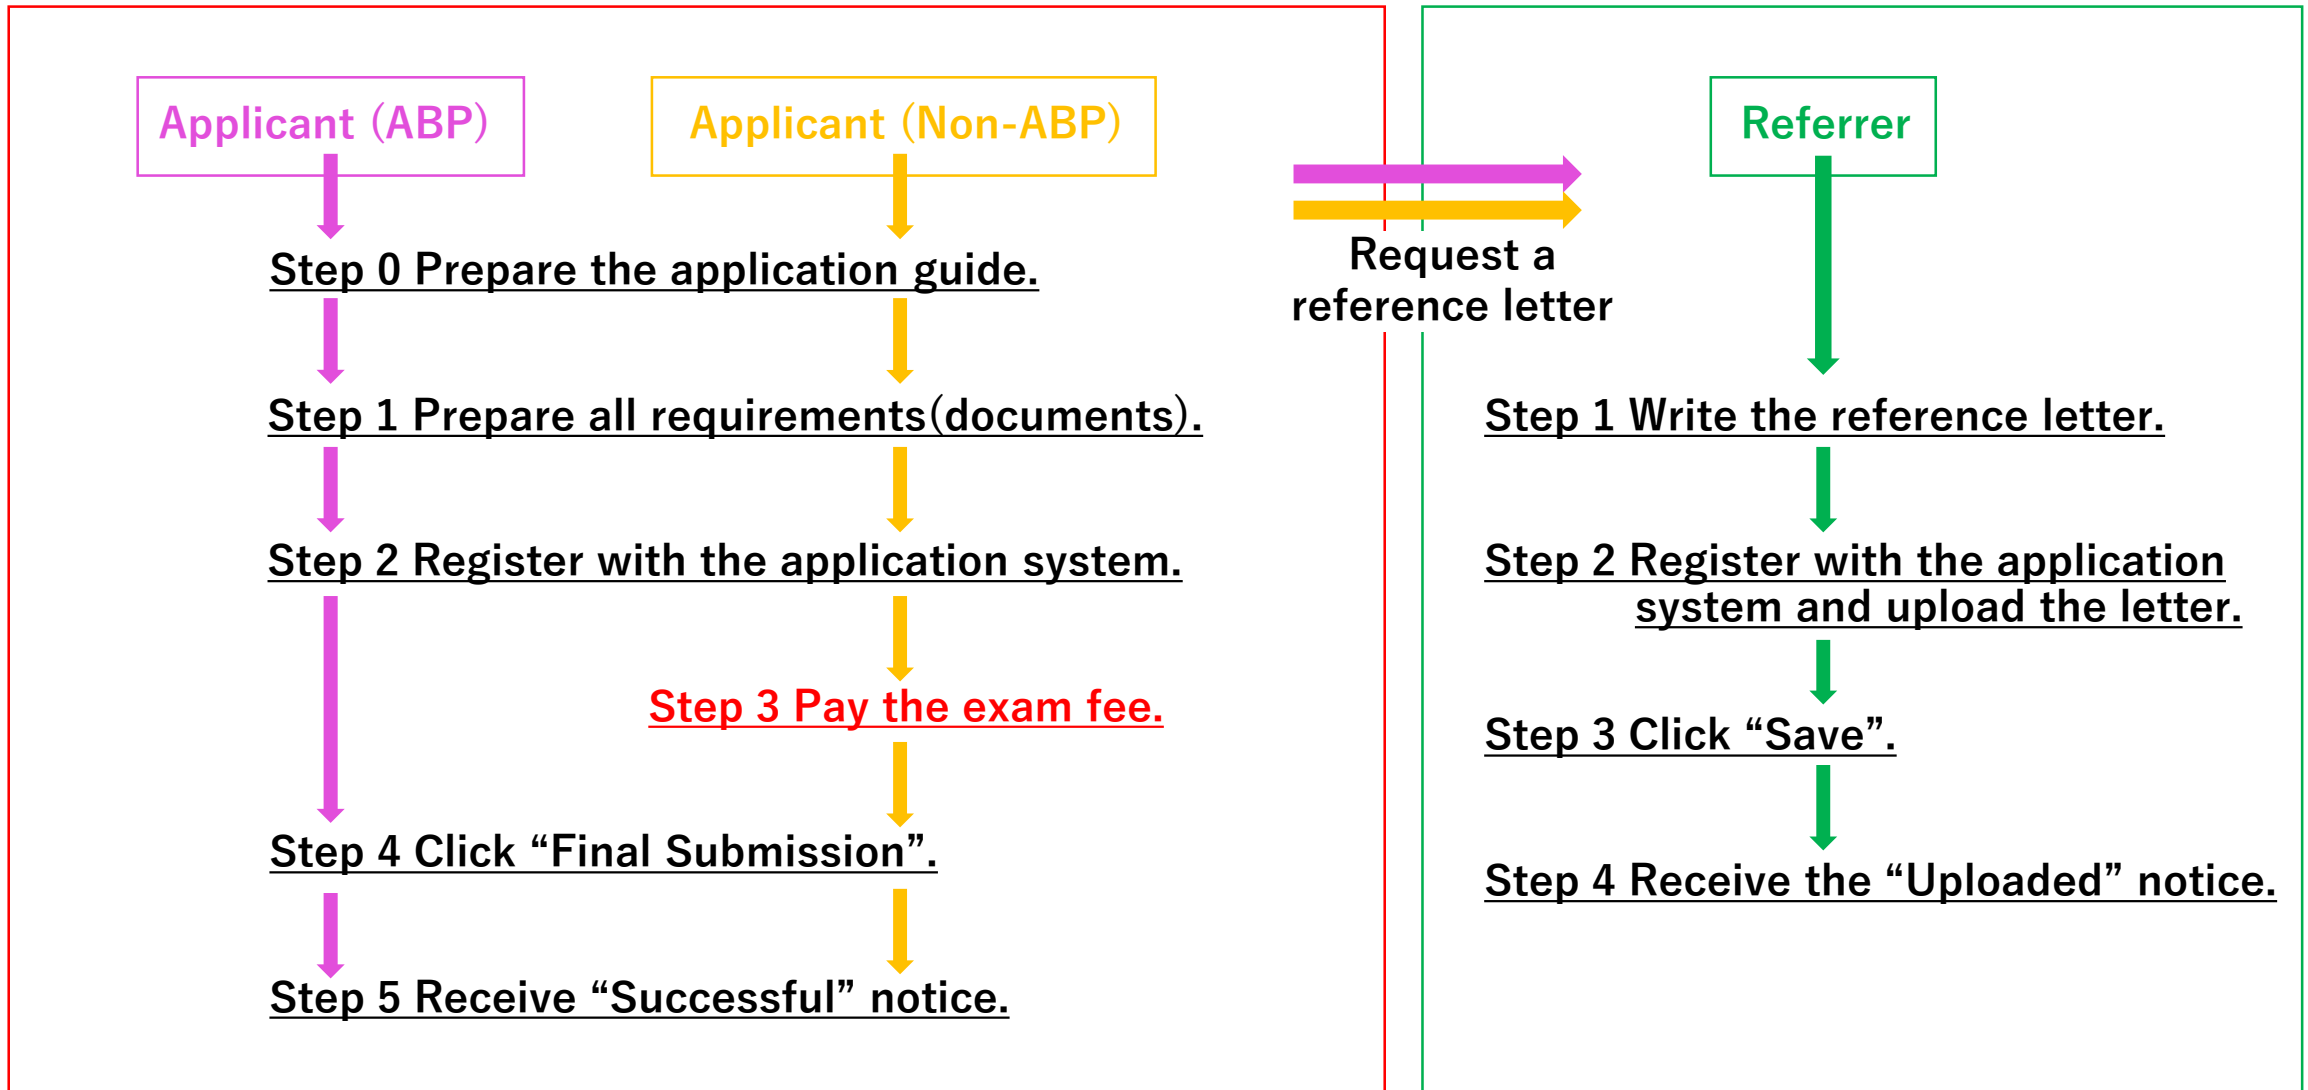 Applicant (ABP)
Applicant (Non-ABP)
Step 0 Prepare the application guide.
Step 1 Prepare all requirements(documents).
Step 2 Register with the application system.
Step 3 Pay the exam fee.
Step 4 Click “Final Submission”.
Step 5 Receive “Successful” notice.
Request a
reference letter
Referrer
Step 1 Write the reference letter.
Step 2 Register with the application
system and upload the letter.
Step 3 Click “Save”.
Step 4 Receive the “Uploaded” notice.